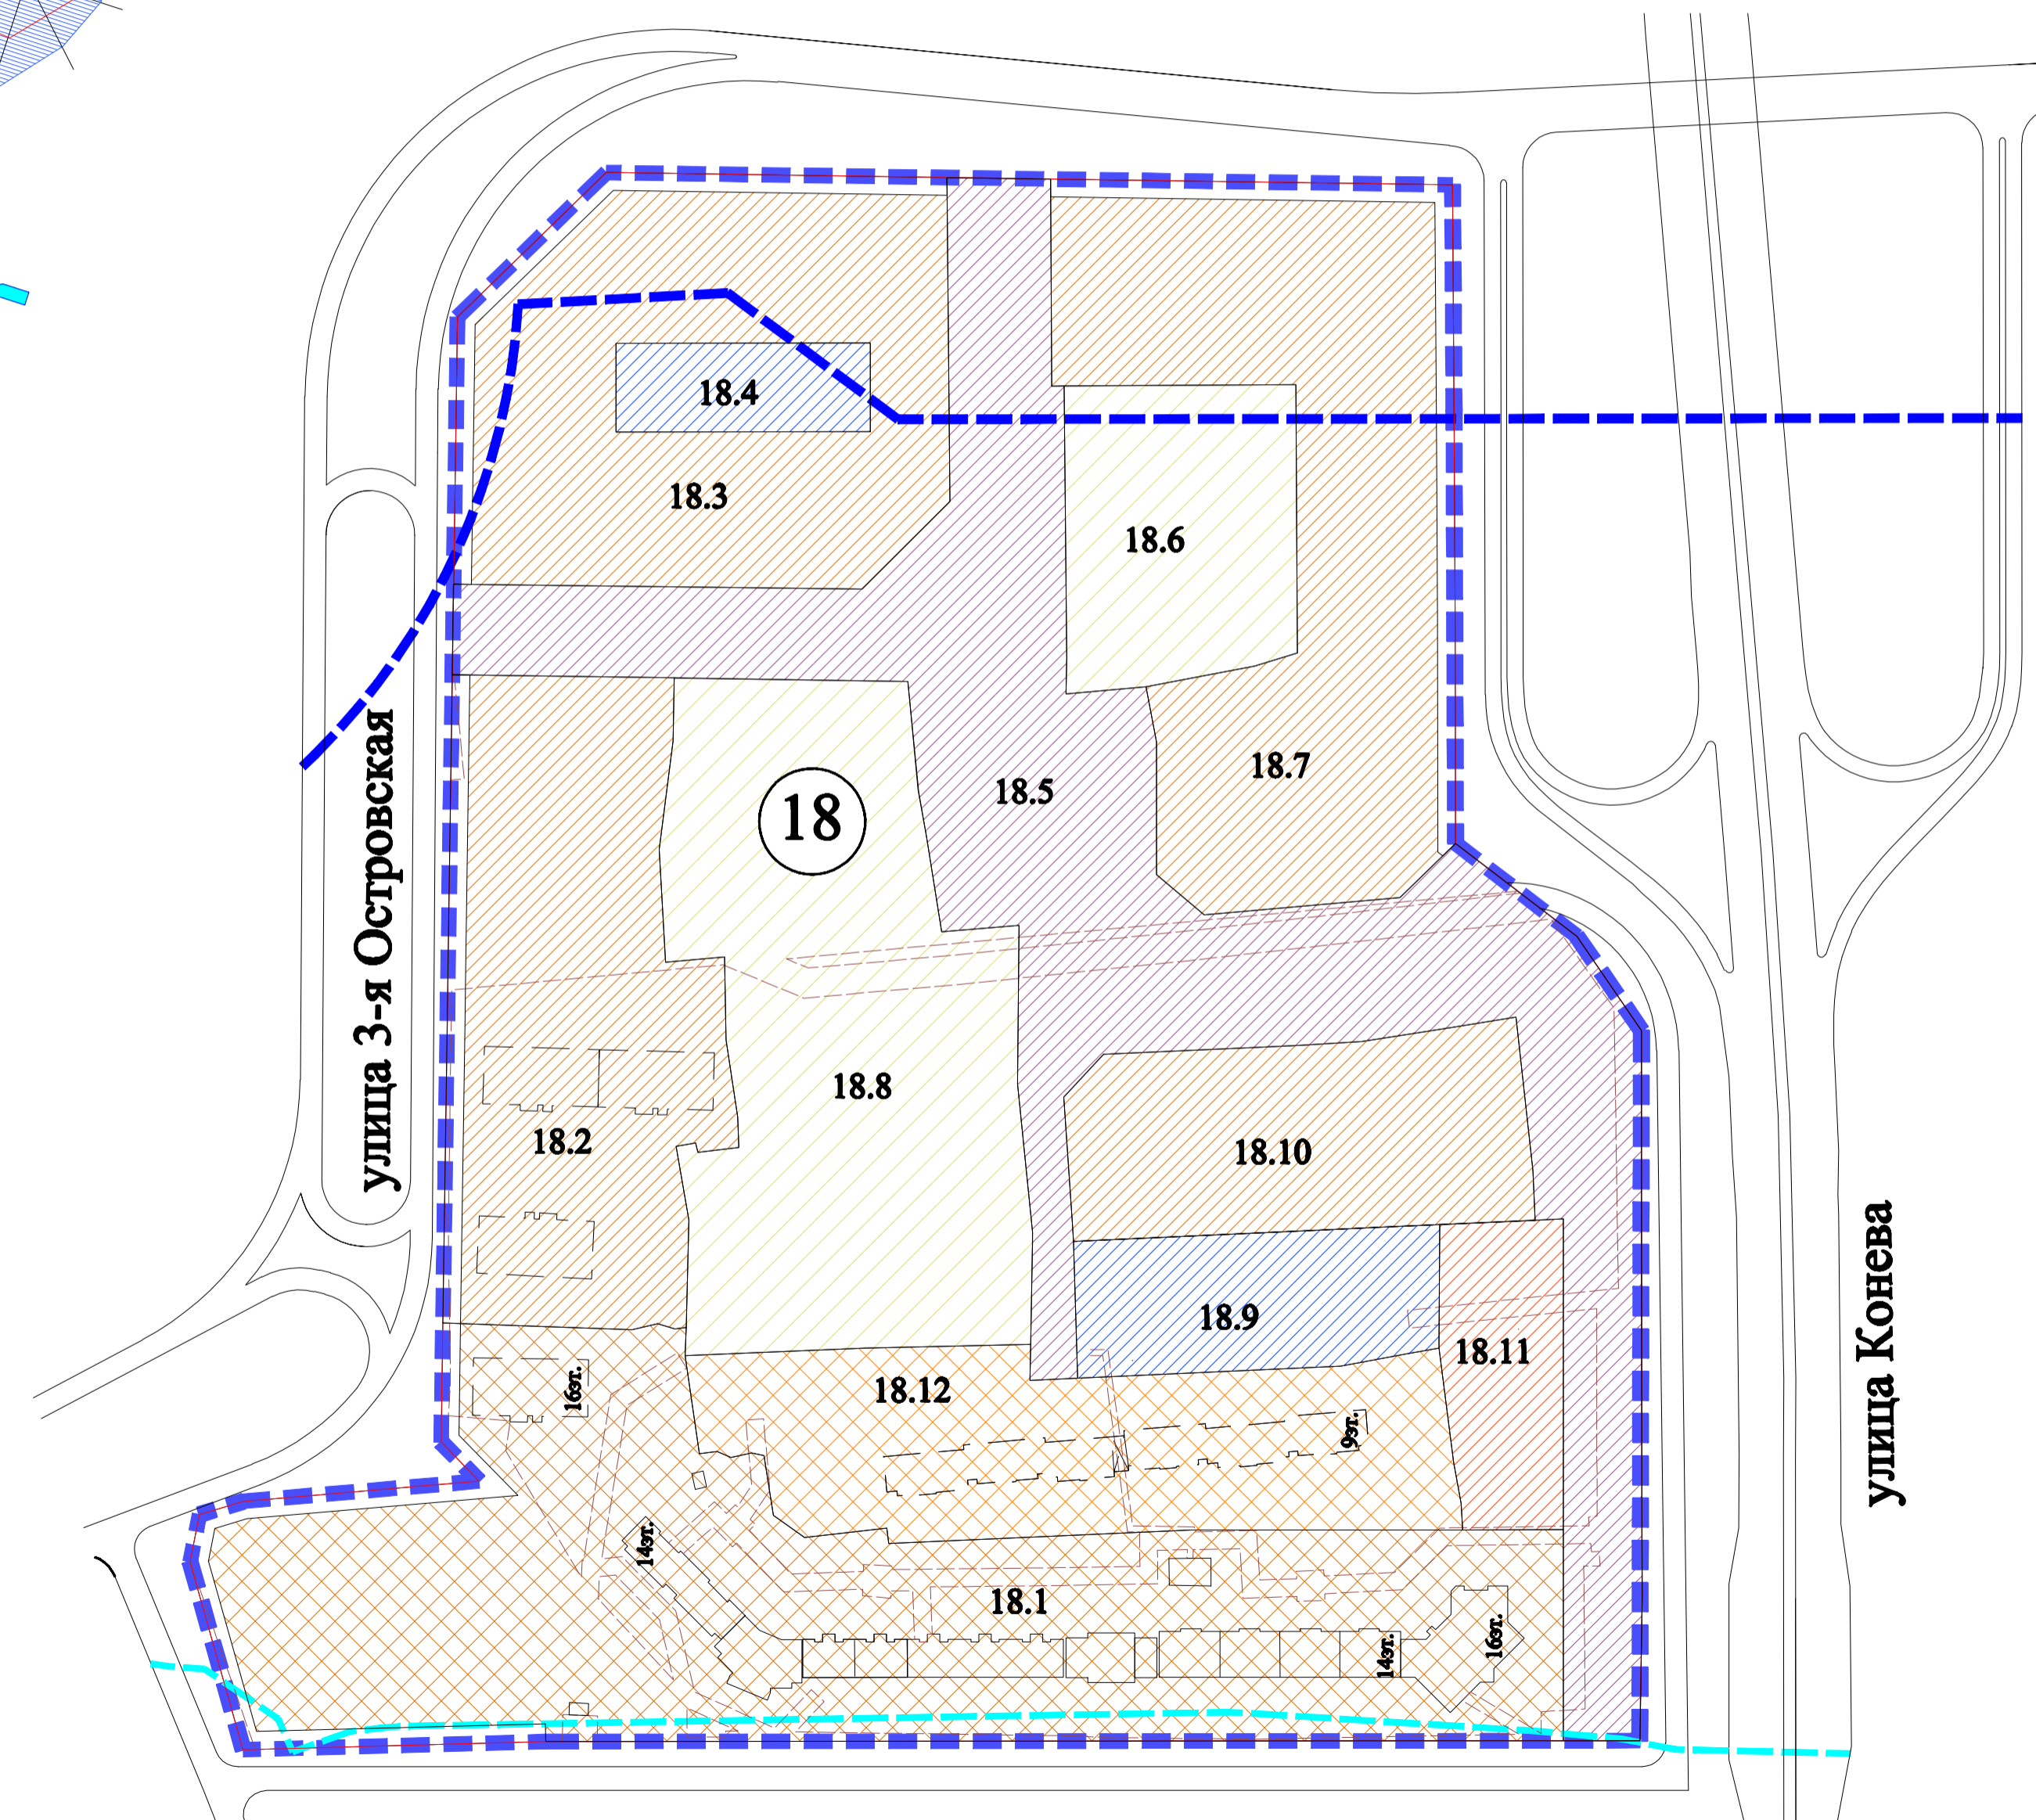 18.4
18.3
18.6
18.7
18.5
18
улица 3-я Островская
18.8
18.2
18.10
18.9
18.11
улица Конева
16эт.
18.12
9эт.
14эт.
18.1
14эт.
16эт.